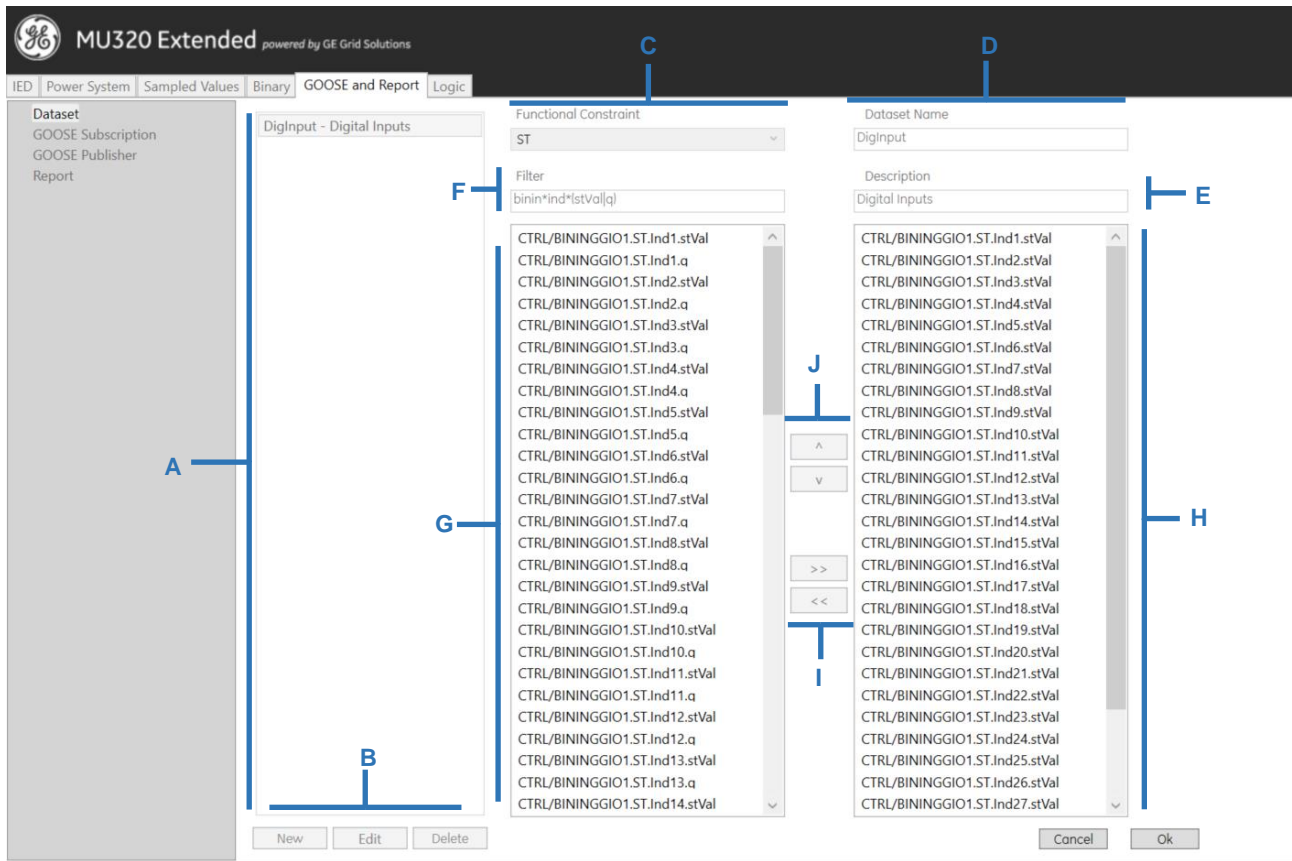 MU320 Extended powered by GE Grid Solutions
C
D
IED Power System Sampled Values Binary GOOSE and Report Logic
Dataset
GOOSE Subscription
GOOSE Publisher
Report
DigInput - Digital Inputs
A
B
New Edit Delete
Functional Constraint
ST
F
Filter
binin*ind*(stVal|q)
G
CTRL/BININGGIO1.ST.Ind1.stVal
CTRL/BININGGIO1.ST.Ind1.q
CTRL/BININGGIO1.ST.Ind2.stVal
CTRL/BININGGIO1.ST.Ind2.q
CTRL/BININGGIO1.ST.Ind3.stVal
CTRL/BININGGIO1.ST.Ind3.q
CTRL/BININGGIO1.ST.Ind4.stVal
CTRL/BININGGIO1.ST.Ind4.q
CTRL/BININGGIO1.ST.Ind5.stVal
CTRL/BININGGIO1.ST.Ind5.q
CTRL/BININGGIO1.ST.Ind6.stVal
CTRL/BININGGIO1.ST.Ind6.q
CTRL/BININGGIO1.ST.Ind7.stVal
CTRL/BININGGIO1.ST.Ind7.q
CTRL/BININGGIO1.ST.Ind8.stVal
CTRL/BININGGIO1.ST.Ind8.q
CTRL/BININGGIO1.ST.Ind9.stVal
CTRL/BININGGIO1.ST.Ind9.q
CTRL/BININGGIO1.ST.Ind10.stVal
CTRL/BININGGIO1.ST.Ind10.q
CTRL/BININGGIO1.ST.Ind11.stVal
CTRL/BININGGIO1.ST.Ind11.q
CTRL/BININGGIO1.ST.Ind12.stVal
CTRL/BININGGIO1.ST.Ind12.q
CTRL/BININGGIO1.ST.Ind13.stVal
CTRL/BININGGIO1.ST.Ind13.q
CTRL/BININGGIO1.ST.Ind14.stVal
J
^
v
>>
<<
I
Dataset Name
DigInput
Description
Digital Inputs
E
CTRL/BININGGIO1.ST.Ind1.stVal
CTRL/BININGGIO1.ST.Ind2.stVal
CTRL/BININGGIO1.ST.Ind3.stVal
CTRL/BININGGIO1.ST.Ind4.stVal
CTRL/BININGGIO1.ST.Ind5.stVal
CTRL/BININGGIO1.ST.Ind6.stVal
CTRL/BININGGIO1.ST.Ind7.stVal
CTRL/BININGGIO1.ST.Ind8.stVal
CTRL/BININGGIO1.ST.Ind9.stVal
CTRL/BININGGIO1.ST.Ind10.stVal
CTRL/BININGGIO1.ST.Ind11.stVal
CTRL/BININGGIO1.ST.Ind12.stVal
CTRL/BININGGIO1.ST.Ind13.stVal
CTRL/BININGGIO1.ST.Ind14.stVal
CTRL/BININGGIO1.ST.Ind15.stVal
CTRL/BININGGIO1.ST.Ind16.stVal
CTRL/BININGGIO1.ST.Ind17.stVal
CTRL/BININGGIO1.ST.Ind18.stVal
CTRL/BININGGIO1.ST.Ind19.stVal
CTRL/BININGGIO1.ST.Ind20.stVal
CTRL/BININGGIO1.ST.Ind21.stVal
CTRL/BININGGIO1.ST.Ind22.stVal
CTRL/BININGGIO1.ST.Ind23.stVal
CTRL/BININGGIO1.ST.Ind24.stVal
CTRL/BININGGIO1.ST.Ind25.stVal
CTRL/BININGGIO1.ST.Ind26.stVal
CTRL/BININGGIO1.ST.Ind27.stVal
H
Cancel Ok